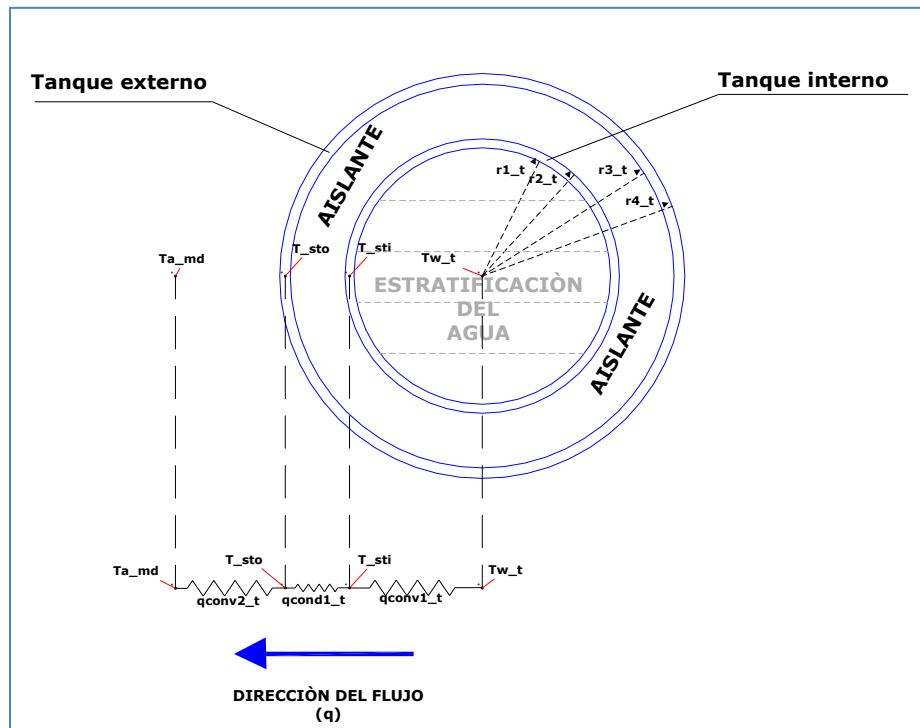 Tanque externo
Tanque interno
AISLANTE
r1_t
r2_t
r3_t
r4_t
Ta_md
T_sto
T_sti
Tw_t
ESTRATIFICACIÒN
DEL
AGUA
AISLANTE
Ta_md
T_sto
T_sti
Tw_t
qconv2_t
qcond1_t
qconv1_t
DIRECCIÒN DEL FLUJO
(q)